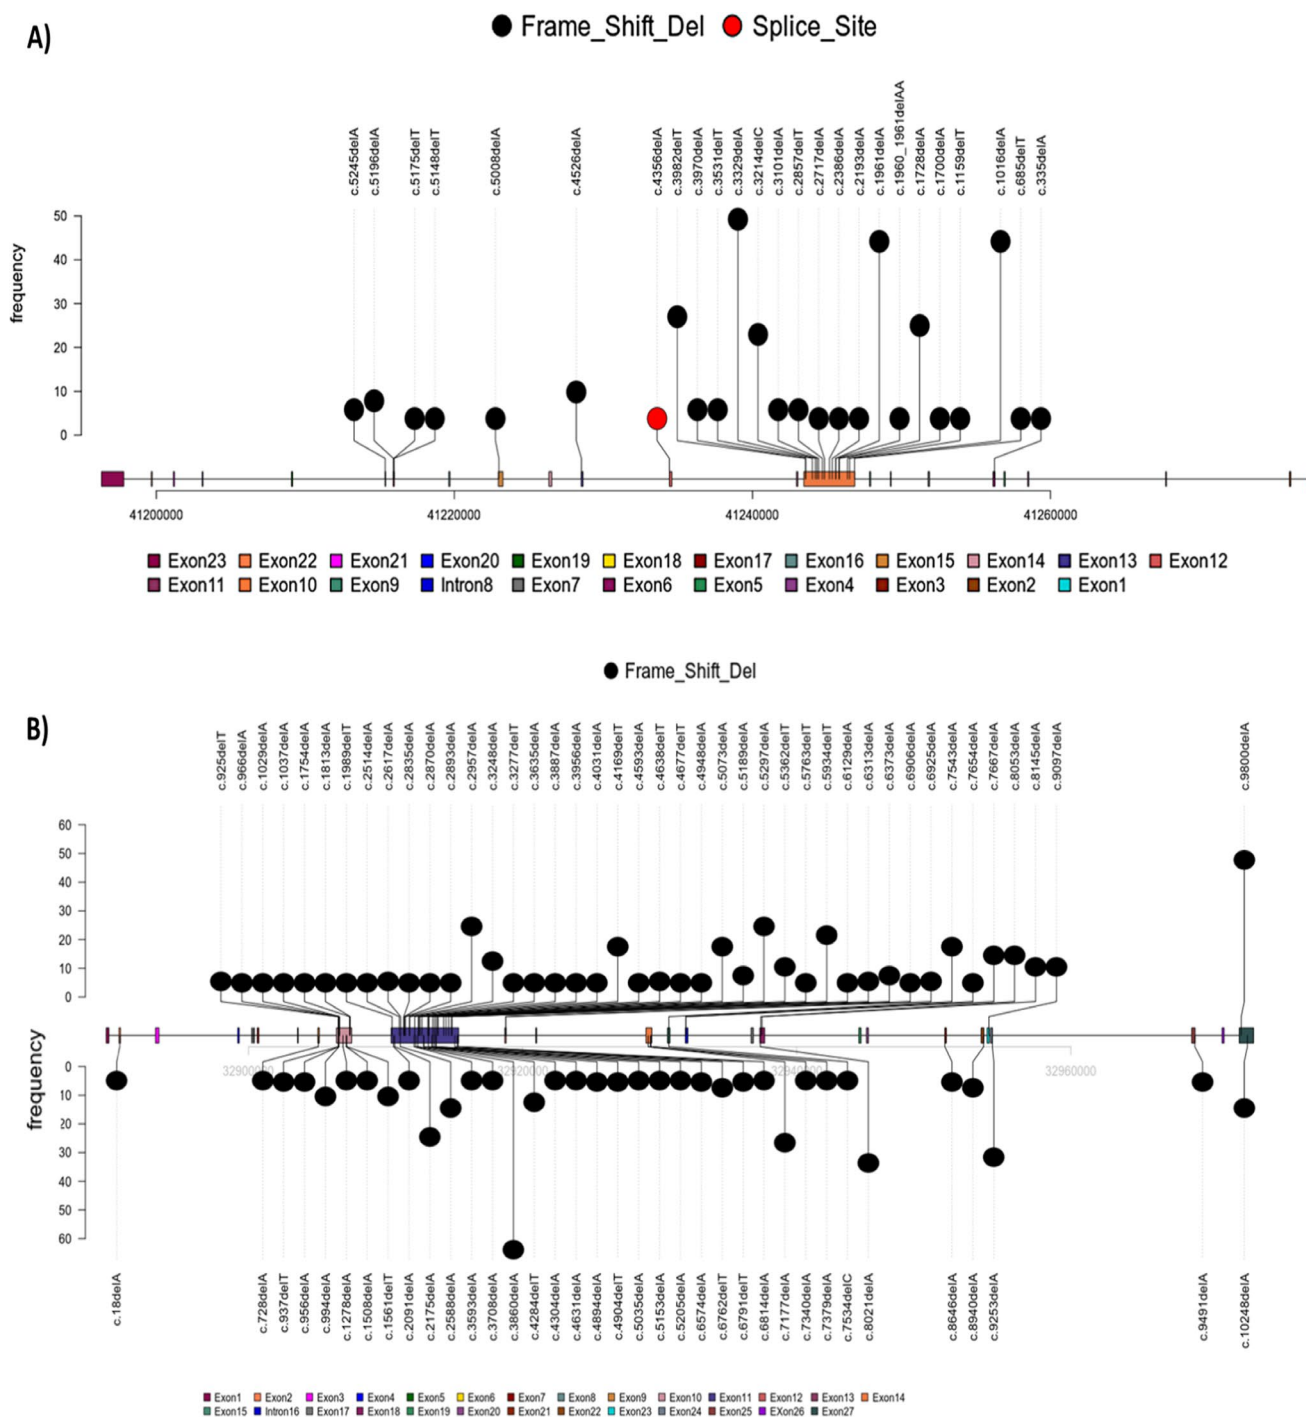 A)
Frame_Shift_Del Splice_Site
c.5245delA c.5196delA c.5175delT c.5148delT c.5008delA c.4526delA c.4356delA c.3982delT c.3970delA c.3531delT c.3329delA c.3214delC c.3101delA c.2857delT c.2717delA c.2386delA c.2193delA c.1961delA c.1960_1961delAA c.1728delA c.1700delA c.1159delT c.1016delA c.685delT c.335delA
frequency
50
40
30
20
10
0
41200000 41220000 41240000 41260000
Exon23 Exon22 Exon21 Exon20 Exon19 Exon18 Exon17 Exon16 Exon15 Exon14 Exon13 Exon12
Exon11 Exon10 Exon9 Intron8 Exon7 Exon6 Exon5 Exon4 Exon3 Exon2 Exon1
Frame_Shift_Del
B)
c.925delT c.966delA c.1029delA c.1037delA c.1754delA c.1813delA c.1989delT c.2514delA c.2617delA c.2835delA c.2870delA c.2893delA c.2957delA c.3248delA c.3277delT c.3635delA c.3887delA c.3956delA c.4031delA c.4169delT c.4593delA c.4638delT c.4677delT c.4948delA c.5073delA c.5189delA c.5297delA c.5362delT c.5763delT c.5934delT c.6129delA c.6313delA c.6373delA c.6906delA c.6925delA c.7543delA c.7654delA c.7667delA c.8053delA c.8145delA c.9097delA c.9800delA
60
50
40
30
20
10
0
frequency
32900000 32920000 32940000 32960000
0
10
20
30
40
50
60
c.18delA c.728delA c.937delT c.956delA c.994delA c.1278delA c.1508delA c.1561delT c.2091delA c.2175delA c.2588delA c.3593delA c.3708delA c.3860delA c.4284delT c.4304delA c.4631delA c.4894delA c.4904delT c.5035delA c.5153delA c.5205delA c.6574delA c.6762delT c.6791delT c.6814delA c.7177delA c.7340delA c.7379delA c.7534delC c.8021delA c.8646delA c.8940delA c.9253delA c.9491delA c.10248delA
Exon1 Exon2 Exon3 Exon4 Exon5 Exon6 Exon7 Exon8 Exon9 Exon10 Exon11 Exon12 Exon13 Exon14
Exon15 Intron16 Exon17 Exon18 Exon19 Exon20 Exon21 Exon22 Exon23 Exon24 Exon25 EXon26 Exon27